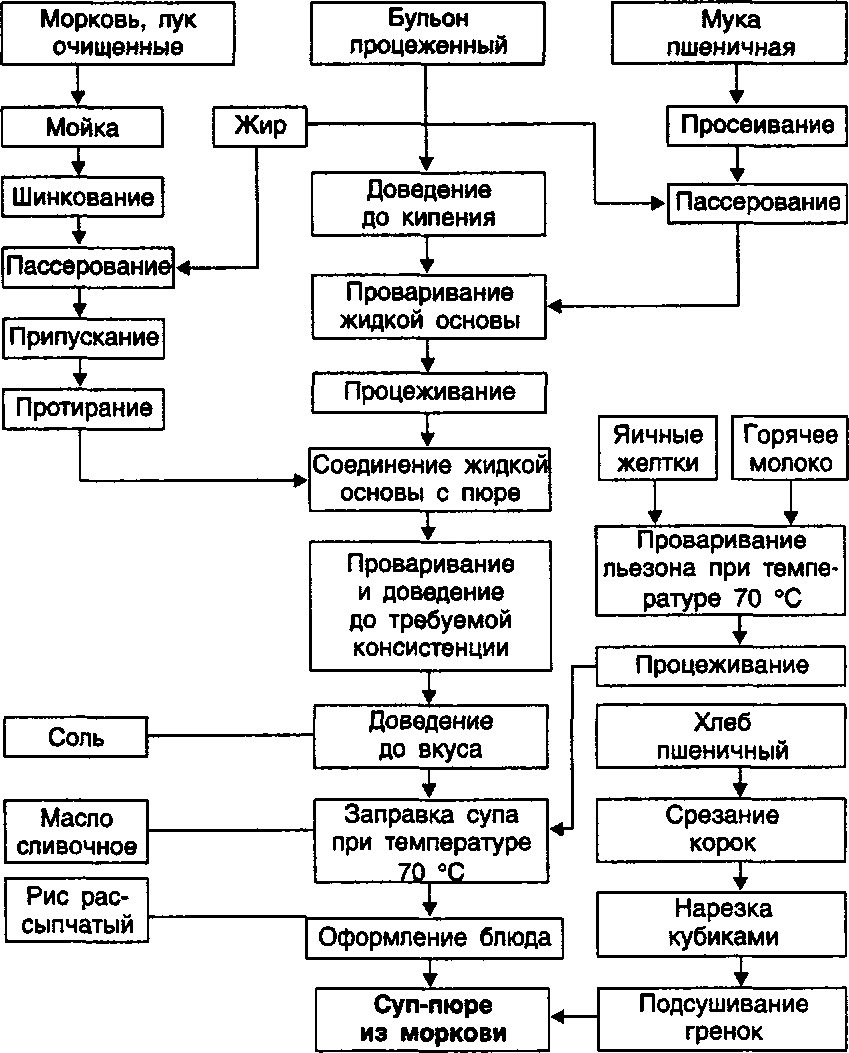 Морковь, лук
очищенные
Бульон
процеженный
Мука
пшеничная
Мойка
Жир
Просеивание
Шинкование
Доведение
до кипения
Пассерование
Пассерование
Проваривание
жидкой основы
Припускание
Процеживание
Протирание
Яичные
желтки
Горячее
молоко
Соединение жидкой
основы с пюре
Проваривание
льезона при темпе-
ратуре 70 °С
Проваривание
и доведение
до требуемой
консистенции
Процеживание
Соль
Доведение
до вкуса
Хлеб
пшеничный
Масло
сливочное
Заправка супа
при температуре
70 °С
Срезание
корок
Рис рас-
сыпчатый
Оформление блюда
Нарезка
кубиками
Суп-пюре
из моркови
Подсушивание
гренок